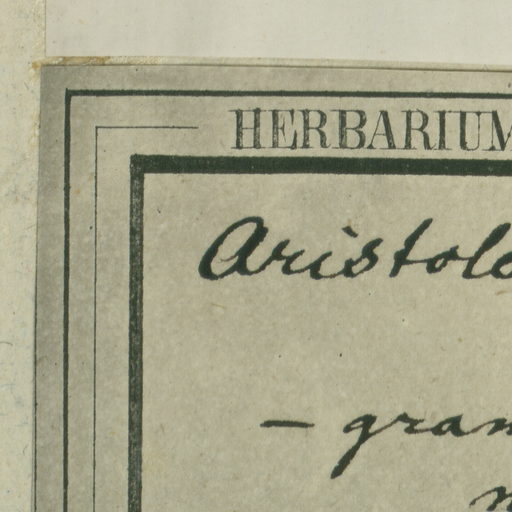 HERBARIUM
Aristolo
– gran